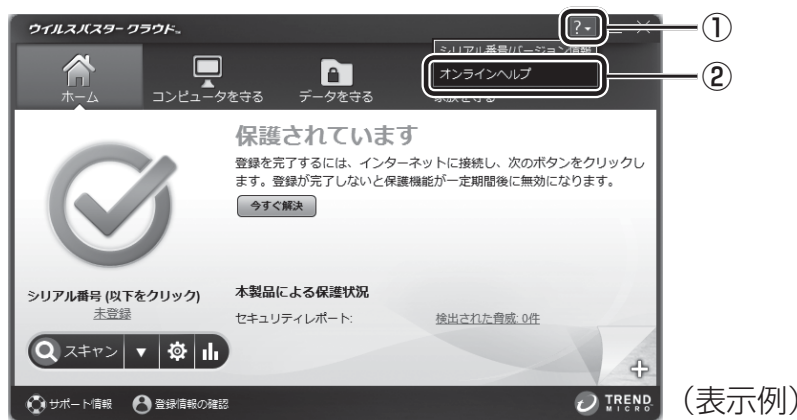 ウイルスバスター クラウド™
?
①
シリアル番号/バージョン情報
オンラインヘルプ
②
ホーム
コンピュータを守る
データを守る
家族を守る
保護されています
登録を完了するには、インターネットに接続し、次のボタンをクリックし
ます。登録が完了しないと保護機能が一定期間後に無効になります。
今すぐ解決
シリアル番号 (以下をクリック)
未登録
本製品による保護状況
セキュリティレポート:
検出された脅威: 0件
スキャン
サポート情報
登録情報の確認
TREND
MICRO
（表示例）